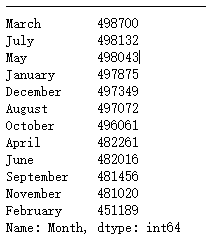 March 498700
July 498132
May 498043
January 497875
December 497349
August 497072
October 496061
April 482261
June 482016
September 481456
November 481020
February 451189
Name: Month, dtype: int64